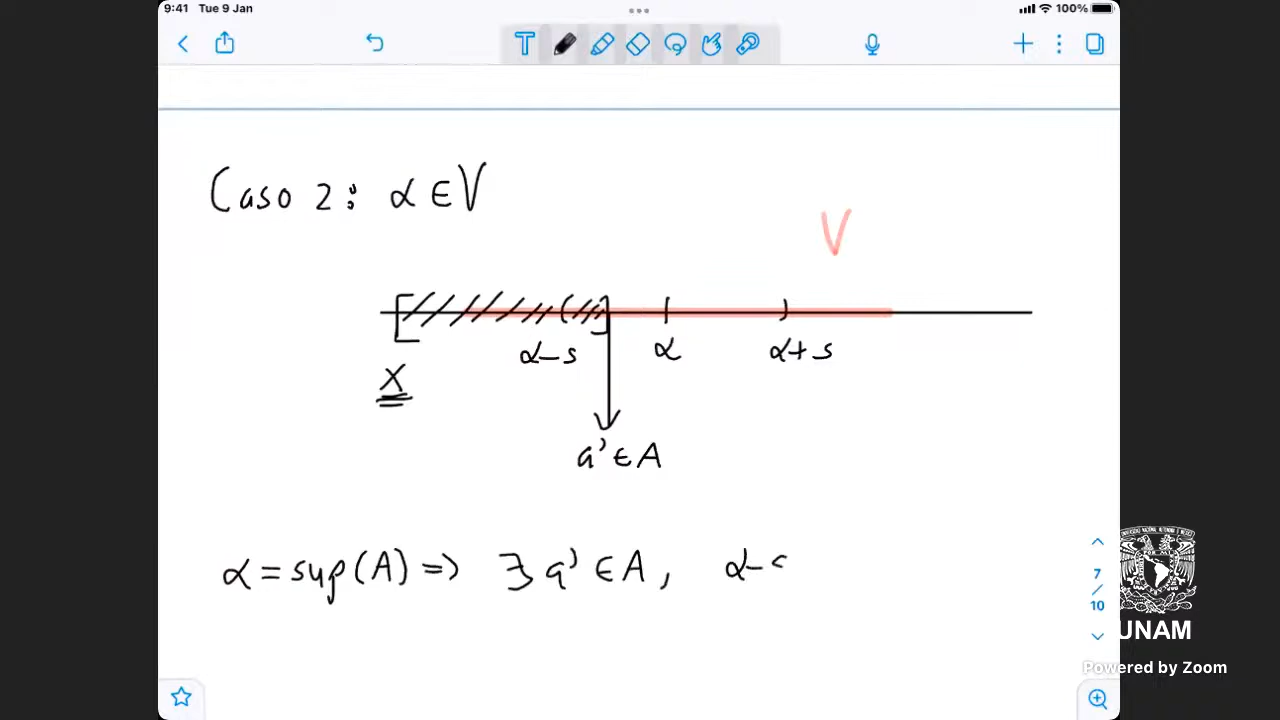 9:41 Tue 9 Jan
100%
T
Caso 2: α ∈ V
V
α-s α α+s
X
a' ∈ A
α = sup(A) => ∃ a' ∈ A, α-
7
/
10
UNAM
Powered by Zoom